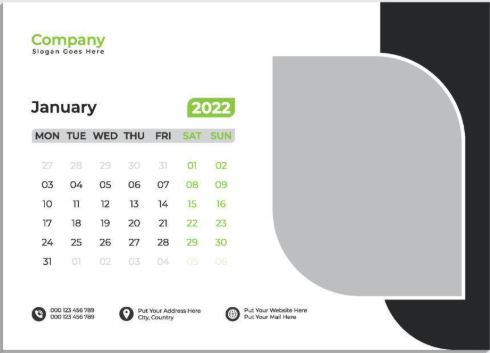 Company
Slogan Goes Here
January 2022
MON TUE WED THU FRI SAT SUN
27 28 29 30 31 01 02
03 04 05 06 07 08 09
10 11 12 13 14 15 16
17 18 19 20 21 22 23
24 25 26 27 28 29 30
31 01 02 03 04 05 06
000 123 456 789
000 123 456 789
Put Your Address Here
City, Country
Put Your Website Here
Put Your Mail Here